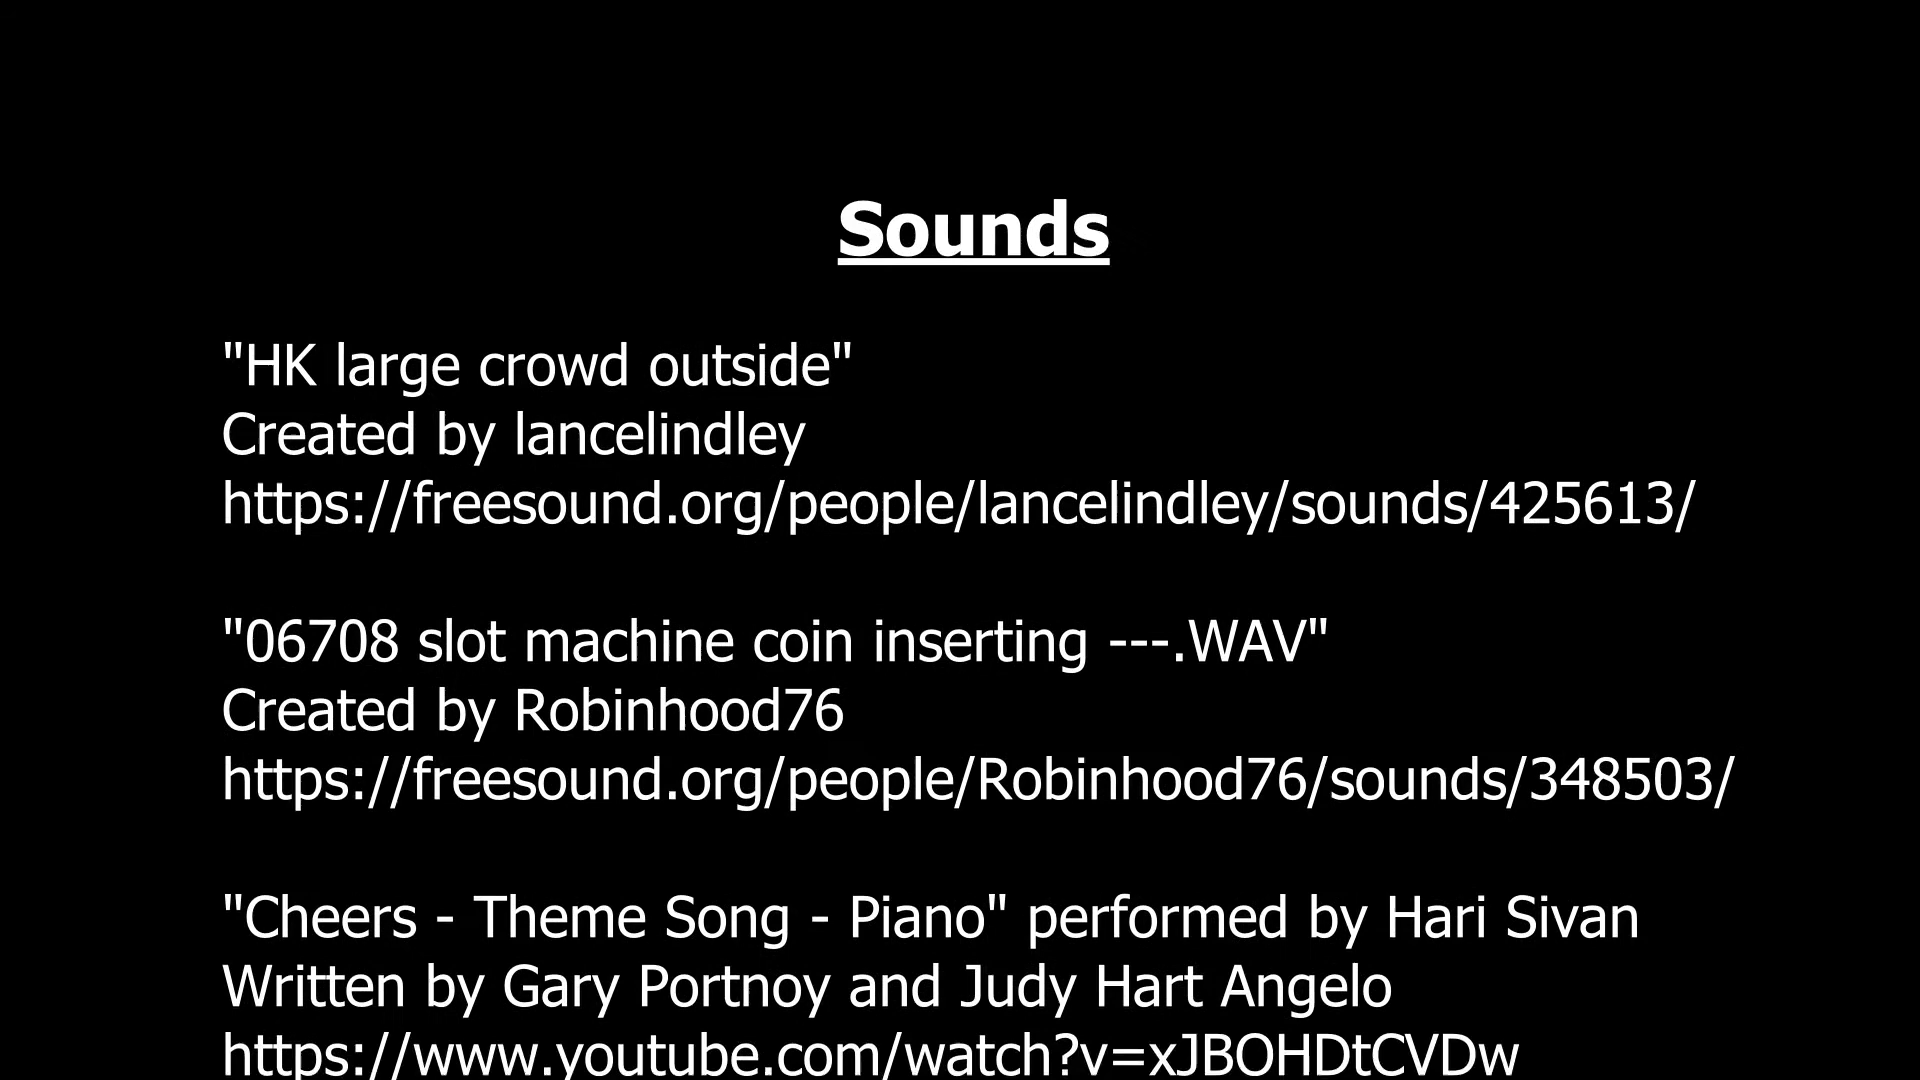 Sounds
"HK large crowd outside"
Created by lancelindley
https://freesound.org/people/lancelindley/sounds/425613/
"06708 slot machine coin inserting ---.WAV"
Created by Robinhood76
https://freesound.org/people/Robinhood76/sounds/348503/
"Cheers - Theme Song - Piano" performed by Hari Sivan
Written by Gary Portnoy and Judy Hart Angelo
https://www.youtube.com/watch?v=xJBOHDtCVDw